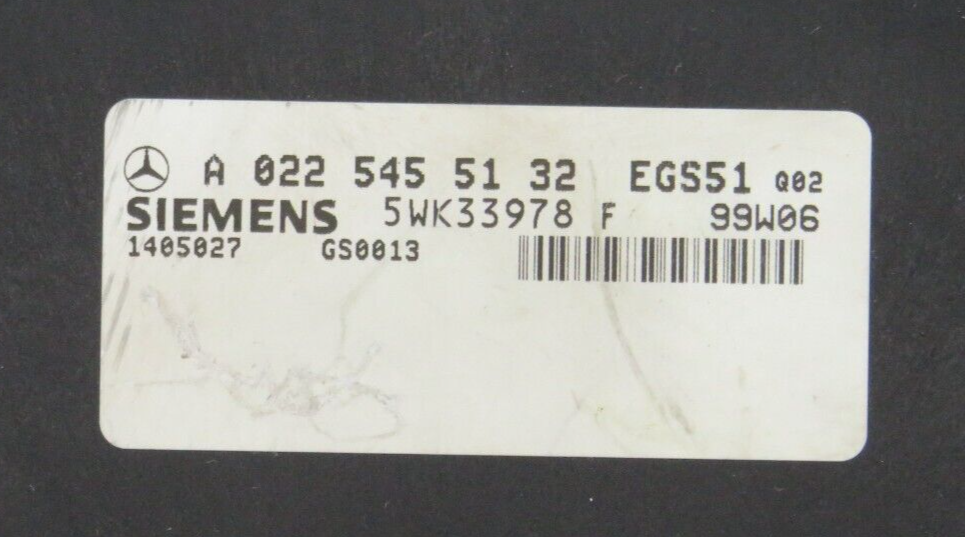 A 022 545 51 32 EGS51 Q02
SIEMENS 5WK33978 F 99W06
1405027 GS0013